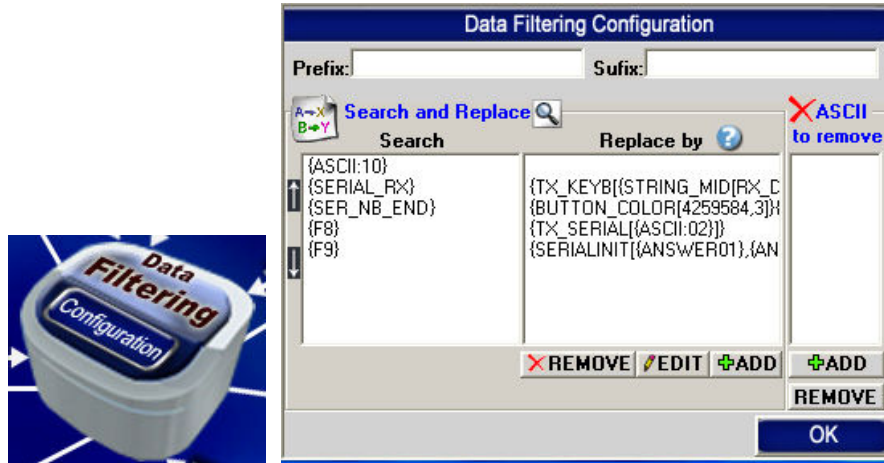 Data
Filtering
Configuration
Data Filtering Configuration
Prefix:
Sufix:
A→X
B→Y
Search and Replace
Search
Replace by
?
{ASCII:10}
{SERIAL_RX} {TX_KEYB[{STRING_MID[RX_D
{SER_NB_END} {BUTTON_COLOR[4259584,3]}{
{F8} {TX_SERIAL[{ASCII:02}]}
{F9} {SERIALINIT[{ANSWER01},{AN
REMOVE EDIT ADD
ASCII
to remove
ADD
REMOVE
OK